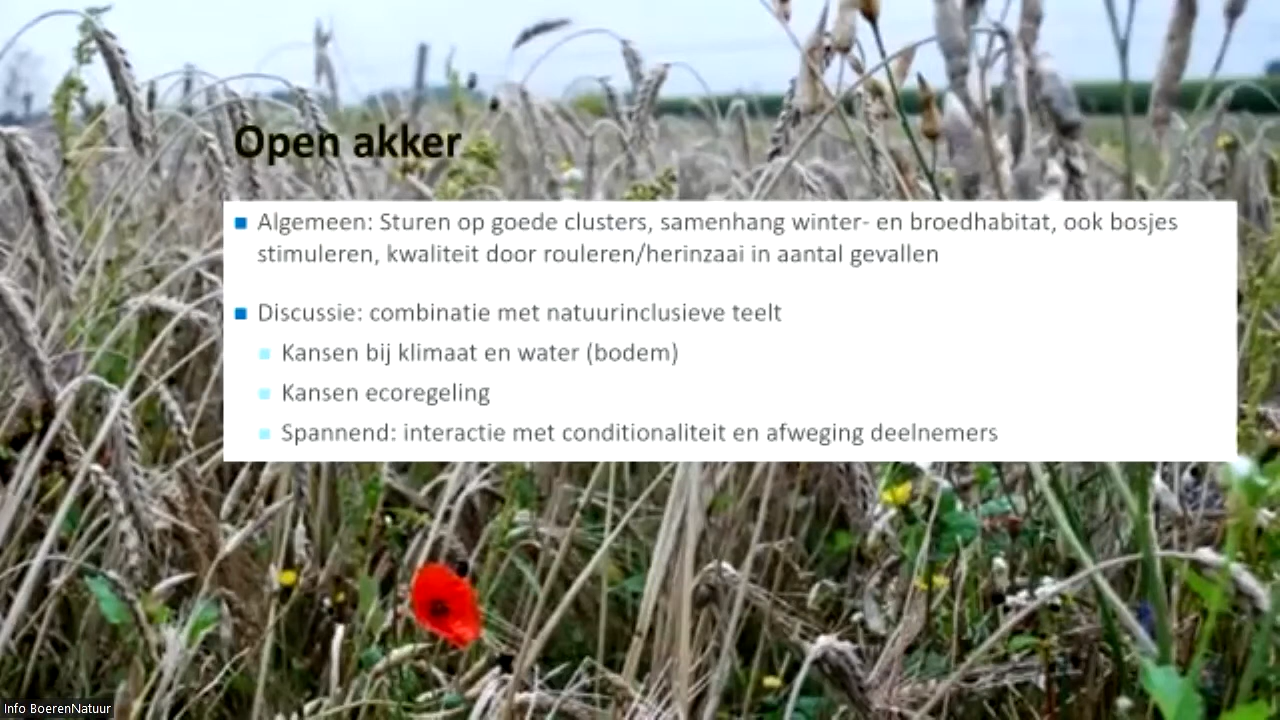 Open akker
Algemeen: Sturen op goede clusters, samenhang winter- en broedhabitat, ook bosjes
stimuleren, kwaliteit door rouleren/herinzaai in aantal gevallen
Discussie: combinatie met natuurinclusieve teelt
Kansen bij klimaat en water (bodem)
Kansen ecoregeling
Spannend: interactie met conditionaliteit en afweging deelnemers
Info BoerenNatuur